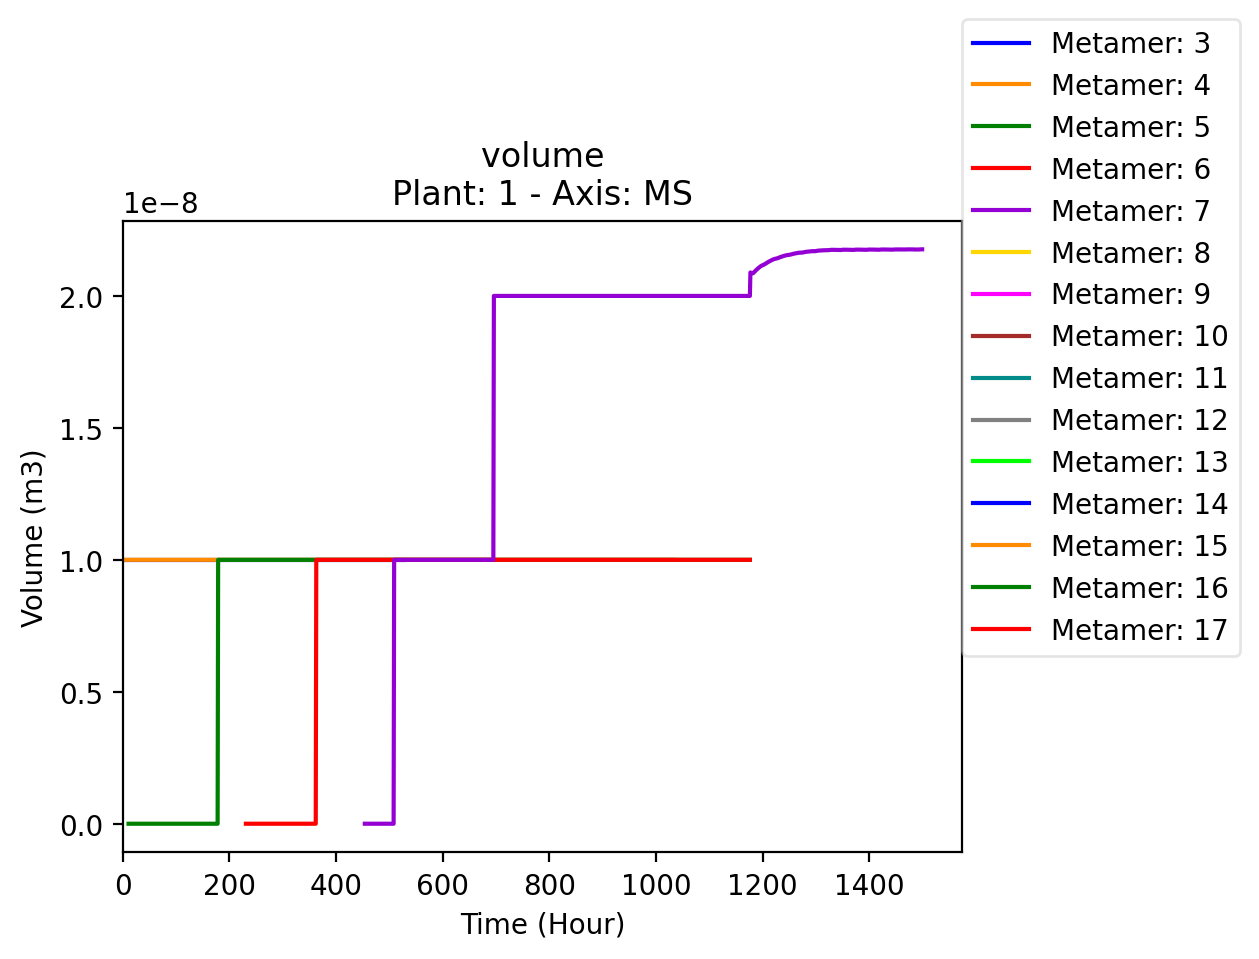 volume
Plant: 1 - Axis: MS
1e−8
2.0
1.5
1.0
0.5
0.0
Volume (m3)
0 200 400 600 800 1000 1200 1400
Time (Hour)
Metamer: 3
Metamer: 4
Metamer: 5
Metamer: 6
Metamer: 7
Metamer: 8
Metamer: 9
Metamer: 10
Metamer: 11
Metamer: 12
Metamer: 13
Metamer: 14
Metamer: 15
Metamer: 16
Metamer: 17